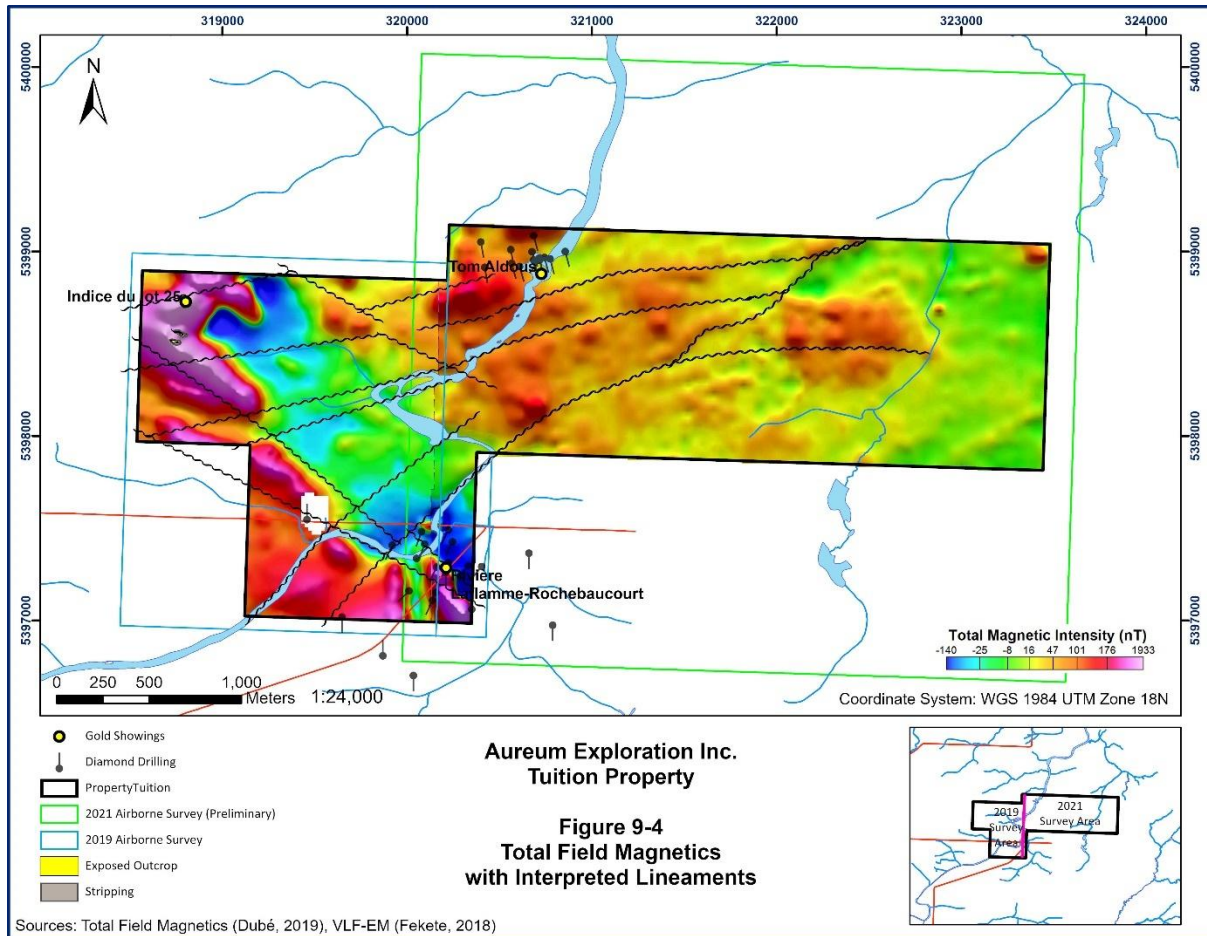 319000 320000 321000 322000 323000 324000
5400000
5400000
N
5399000
5399000
Tom Aldous
Indice du lot 25
5398000
5398000
Rivière
Laflamme-Rochebaucourt
5397000
5397000
Total Magnetic Intensity (nT)
-140 -25 -8 16 47 101 176 1933
0 250 500 1,000
Meters 1:24,000
Coordinate System: WGS 1984 UTM Zone 18N
Gold Showings
Diamond Drilling
PropertyTuition
2021 Airborne Survey (Preliminary)
2019 Airborne Survey
Exposed Outcrop
Stripping
Aureum Exploration Inc.
Tuition Property
Figure 9-4
Total Field Magnetics
with Interpreted Lineaments
2019
Survey
Area
2021
Survey Area
Sources: Total Field Magnetics (Dubé, 2019), VLF-EM (Fekete, 2018)